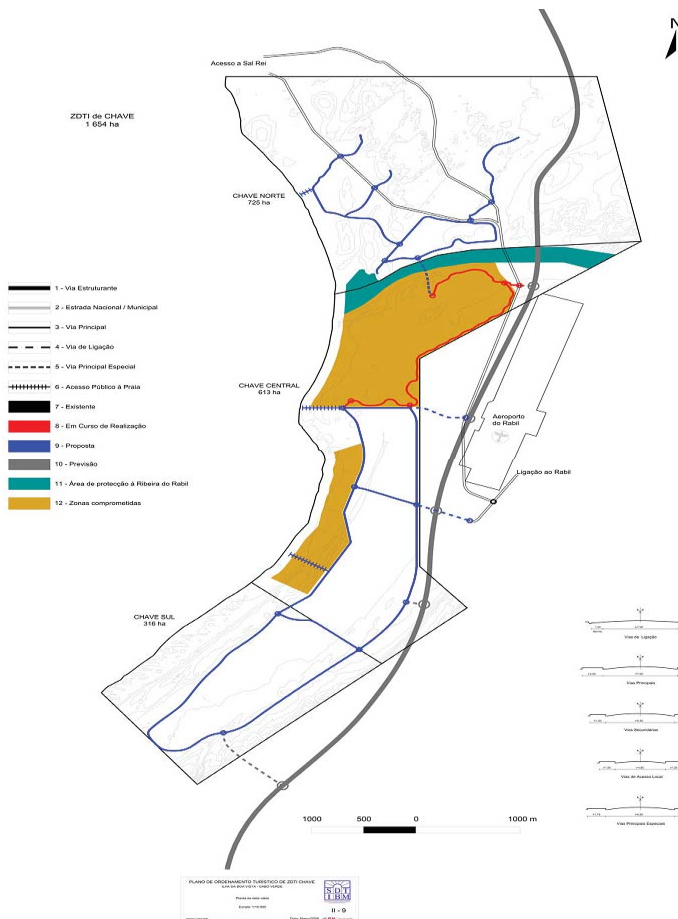 N
Acesso a Sal Rei
ZDTI de CHAVE
1 654 ha
CHAVE NORTE
725 ha
1 - Via Estruturante
2 - Estrada Nacional / Municipal
3 - Via Principal
4 - Via de Ligação
5 - Via Principal Especial
6 - Acesso Público à Praia
7 - Existente
8 - Em Curso de Realização
9 - Proposta
10 - Previsão
11 - Área de protecção à Ribeira do Rabil
12 - Zonas comprometidas
CHAVE CENTRAL
613 ha
Aeroporto
do Rabil
Ligação ao Rabil
CHAVE SUL
316 ha
Vias de Ligação
Vias Principais
Vias Secundárias
Vias de Acesso Local
Vias Principais Especiais
1000 500 0 1000 m
PLANO DE ORDENAMENTO TURÍSTICO DE ZDTI CHAVE
ILHA DA BOA VISTA - CABO VERDE
SDTIBM
II - 9